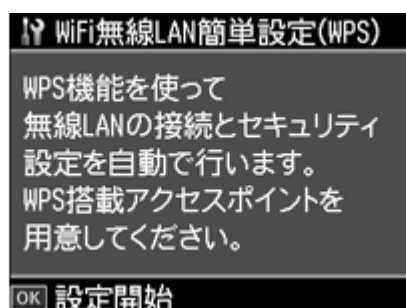 WiFi無線LAN簡単設定(WPS)
WPS機能を使って
無線LANの接続とセキュリティ
設定を自動で行います。
WPS搭載アクセスポイントを
用意してください。
OK 設定開始